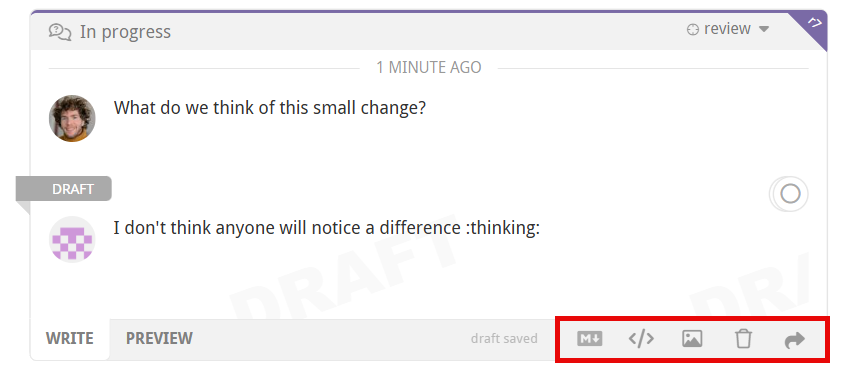 In progress
review
1 MINUTE AGO
What do we think of this small change?
DRAFT
I don't think anyone will notice a difference :thinking:
DRAFT
DRA
WRITE
PREVIEW
draft saved
M